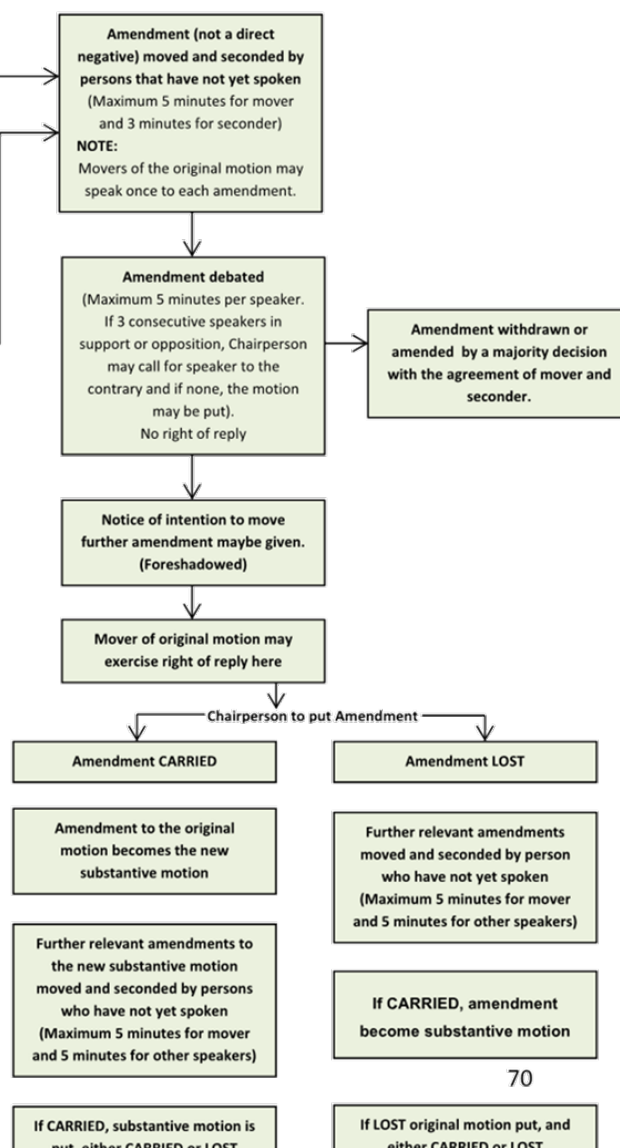 Amendment (not a direct
negative) moved and seconded by
persons that have not yet spoken
(Maximum 5 minutes for mover
and 3 minutes for seconder)
NOTE:
Movers of the original motion may
speak once to each amendment.
Amendment debated
(Maximum 5 minutes per speaker.
If 3 consecutive speakers in
support or opposition, Chairperson
may call for speaker to the
contrary and if none, the motion
may be put).
No right of reply
Amendment withdrawn or
amended by a majority decision
with the agreement of mover and
seconder.
Notice of intention to move
further amendment maybe given.
(Foreshadowed)
Mover of original motion may
exercise right of reply here
Chairperson to put Amendment
Amendment CARRIED
Amendment to the original
motion becomes the new
substantive motion
Further relevant amendments to
the new substantive motion
moved and seconded by persons
who have not yet spoken
(Maximum 5 minutes for mover
and 5 minutes for other speakers)
If CARRIED, substantive motion is
put, either CARRIED or LOST
Amendment LOST
Further relevant amendments
moved and seconded by person
who have not yet spoken
(Maximum 5 minutes for mover
and 5 minutes for other speakers)
If CARRIED, amendment
become substantive motion
70
If LOST original motion put, and
either CARRIED or LOST